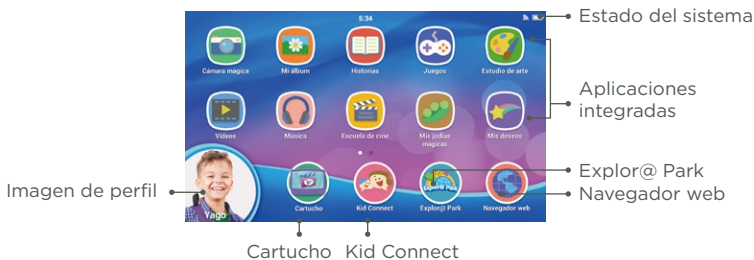 5:34
Estado del sistema
Cámara mágica Mi álbum Historias Juegos Estudio de arte
Aplicaciones
integradas
Vídeos Música Escuela de cine Mis judías
mágicas Mis deseos
Explor@ Park
Imagen de perfil
Navegador web
Yago
Cartucho Kid Connect Explor@ Park Navegador web
Cartucho Kid Connect